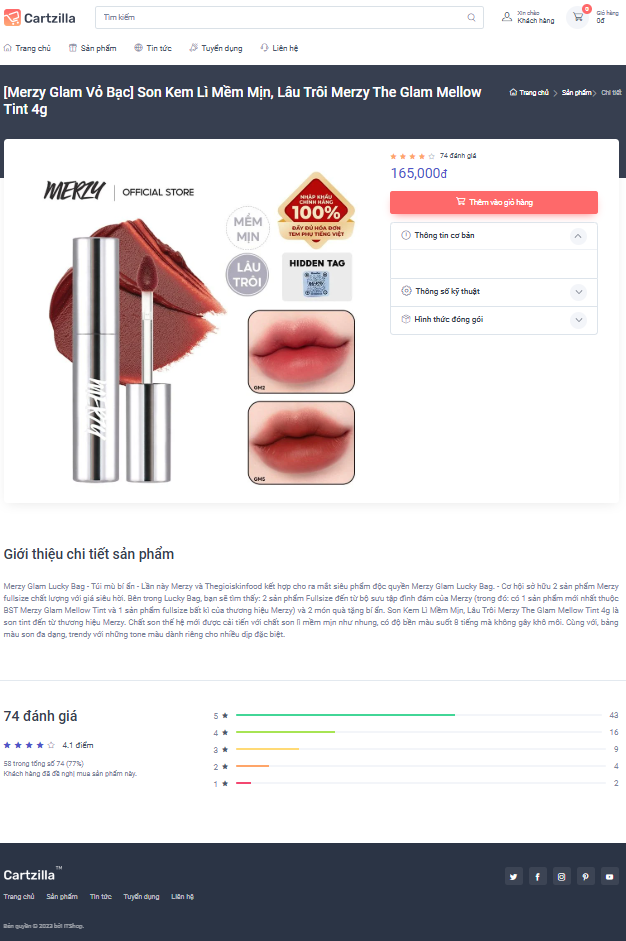 Cartzilla
Tìm kiếm
Xin chào
Khách hàng
0
Giỏ hàng
0đ
Trang chủ
Sản phẩm
Tin tức
Tuyển dụng
Liên hệ
[Merzy Glam Vỏ Bạc] Son Kem Lì Mềm Mịn, Lâu Trôi Merzy The Glam Mellow
Tint 4g
Trang chủ > Sản phẩm > Chi tiết
MERZY | OFFICIAL STORE
NHẬP KHẨU
CHÍNH HÃNG
100%
ĐẦY ĐỦ HÓA ĐƠN
TEM PHỤ TIẾNG VIỆT
MỀM
MỊN
LÂU
TRÔI
HIDDEN TAG
MERZY
GM2
MERZY
GM5
74 đánh giá
165,000đ
Thêm vào giỏ hàng
Thông tin cơ bản
Thông số kỹ thuật
Hình thức đóng gói
Giới thiệu chi tiết sản phẩm
Merzy Glam Lucky Bag - Túi mù bí ẩn - Lần này Merzy và Thegioiskinfood kết hợp cho ra mắt siêu phẩm độc quyền Merzy Glam Lucky Bag. - Cơ hội sở hữu 2 sản phẩm Merzy
fullsize chất lượng với giá siêu hời. Bên trong Lucky Bag, bạn sẽ tìm thấy: 2 sản phẩm Fullsize đến từ bộ sưu tập đình đám của Merzy (trong đó: có 1 sản phẩm mới nhất thuộc
BST Merzy Glam Mellow Tint và 1 sản phẩm fullsize bất kì của thương hiệu Merzy) và 2 món quà tặng bí ẩn. Son Kem Lì Mềm Mịn, Lâu Trôi Merzy The Glam Mellow Tint 4g là
son tint đến từ thương hiệu Merzy. Chất son thế hệ mới được cải tiến với chất son lì mềm mịn như nhung, có độ bền màu suốt 8 tiếng mà không gây khô môi. Cùng với, bảng
màu son đa dạng, trendy với những tone màu dành riêng cho nhiều dịp đặc biệt.
74 đánh giá
4.1 điểm
58 trong tổng số 74 (77%)
Khách hàng đã đề nghị mua sản phẩm này.
5 43
4 16
3 9
2 4
1 2
Cartzilla™
Trang chủ
Sản phẩm
Tin tức
Tuyển dụng
Liên hệ
Bản quyền © 2023 bởi ITShop.